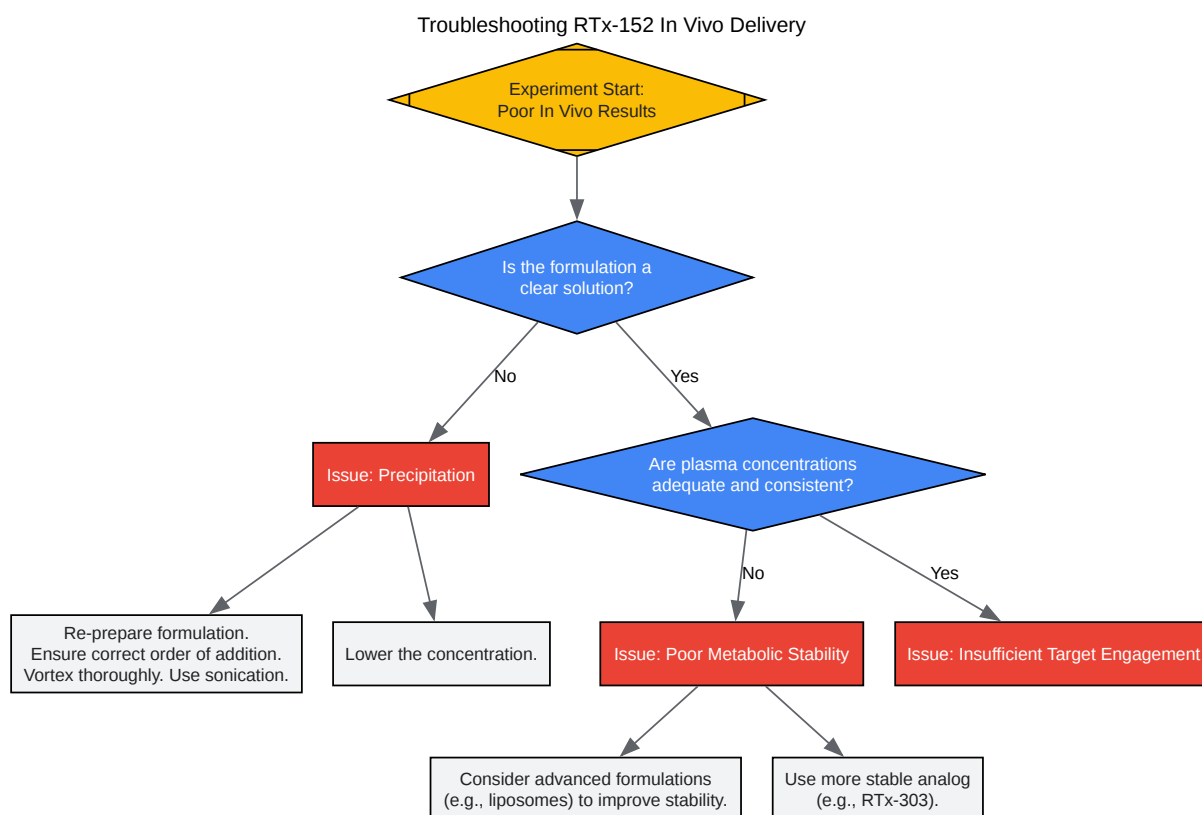 Troubleshooting RTx-152 In Vivo Delivery
Experiment Start:
Poor In Vivo Results
Is the formulation a
clear solution?
No
Yes
Issue: Precipitation
Are plasma concentrations
adequate and consistent?
No
Yes
Re-prepare formulation.
Ensure correct order of addition.
Vortex thoroughly. Use sonication.
Lower the concentration.
Issue: Poor Metabolic Stability
Issue: Insufficient Target Engagement
Consider advanced formulations
(e.g., liposomes) to improve stability.
Use more stable analog
(e.g., RTx-303).